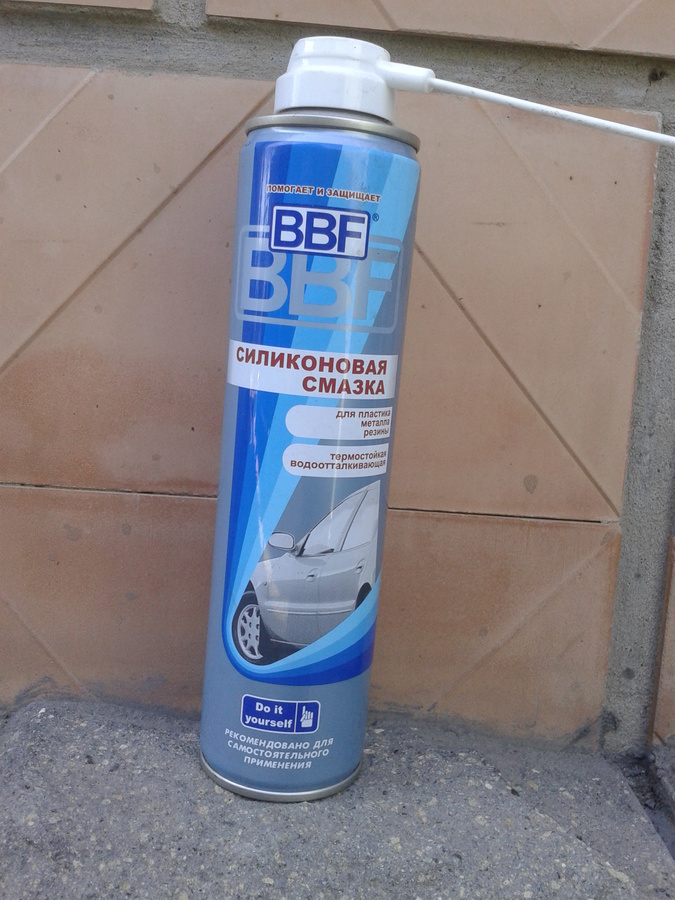 ПОМОГАЕТ И ЗАЩИЩАЕТ
BBF®
BBF
СИЛИКОНОВАЯ
СМАЗКА
для пластика
металла
резины
термостойкая
водоотталкивающая
Do it
yourself
РЕКОМЕНДОВАНО ДЛЯ
САМОСТОЯТЕЛЬНОГО
ПРИМЕНЕНИЯ